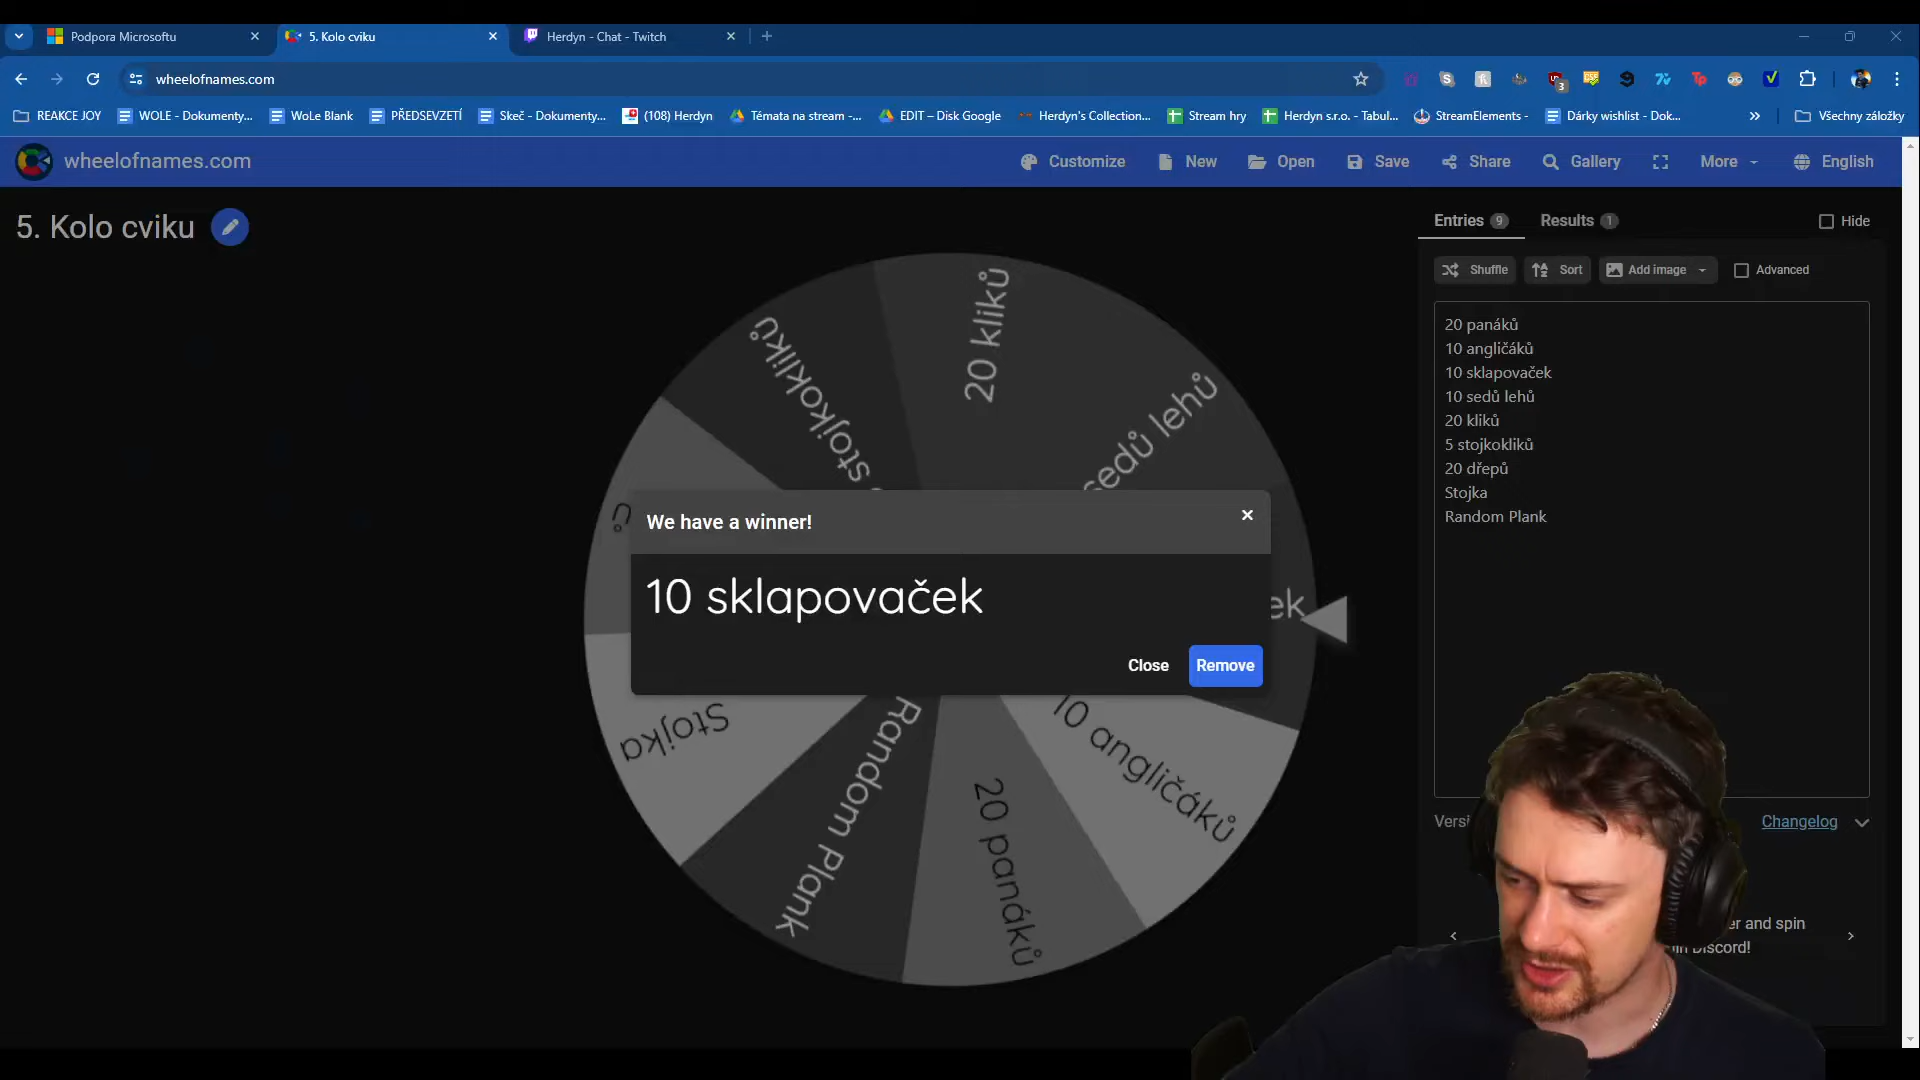 Podpora Microsoftu
5. Kolo cviku
Herdyn - Chat - Twitch
wheelofnames.com
3
REAKCE JOY
WOLE - Dokumenty...
WoLe Blank
PŘEDSEVZETÍ
Skeč - Dokumenty...
(108) Herdyn
Témata na stream -...
EDIT – Disk Google
Herdyn's Collection...
Stream hry
Herdyn s.r.o. - Tabul...
StreamElements -
Dárky wishlist - Dok...
Všechny záložky
wheelofnames.com
Customize
New
Open
Save
Share
Gallery
More
English
5. Kolo cviku
Entries 9
Results 1
Hide
Shuffle
Sort
Add image
Advanced
20 panáků
10 angličáků
10 sklapovaček
10 sedů lehů
20 kliků
5 stojkokliků
20 dřepů
Stojka
Random Plank
20 kliků
stojkokliků
sedů lehů
ů
ek
We have a winner!
10 sklapovaček
Close
Remove
Stojka
Random Plank
20 panáků
10 angličáků
Versi
Changelog
er and spin
in Discord!